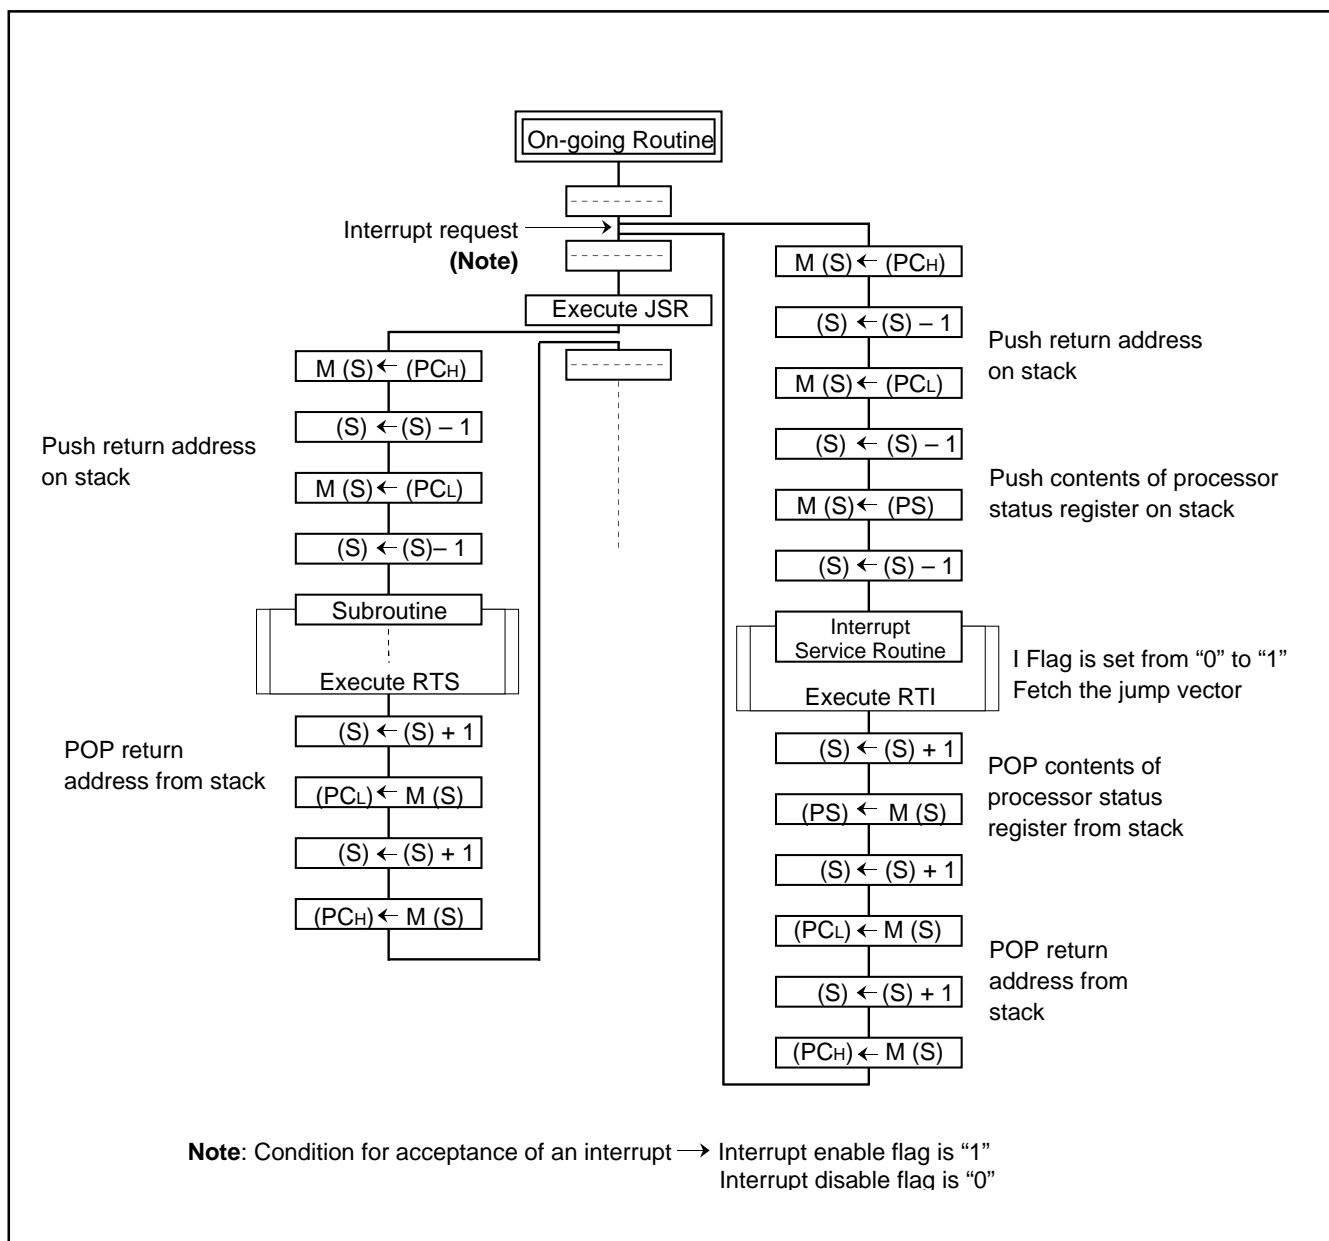 On-going Routine
Interrupt request
(Note)
Execute JSR
M (S) ← (PCH)
(S) ← (S) – 1
M (S) ← (PCL)
(S) ← (S)– 1
Push return address
on stack
Subroutine
Execute RTS
POP return
address from stack
(S) ← (S) + 1
(PCL) ← M (S)
(S) ← (S) + 1
(PCH) ← M (S)
M (S) ← (PCH)
(S) ← (S) – 1
M (S) ← (PCL)
(S) ← (S) – 1
M (S) ← (PS)
(S) ← (S) – 1
Push return address
on stack
Push contents of processor
status register on stack
Interrupt
Service Routine
Execute RTI
I Flag is set from “0” to “1”
Fetch the jump vector
(S) ← (S) + 1
(PS) ← M (S)
(S) ← (S) + 1
(PCL) ← M (S)
(S) ← (S) + 1
(PCH) ← M (S)
POP contents of
processor status
register from stack
POP return
address from
stack
Note: Condition for acceptance of an interrupt → Interrupt enable flag is “1”
Interrupt disable flag is “0”